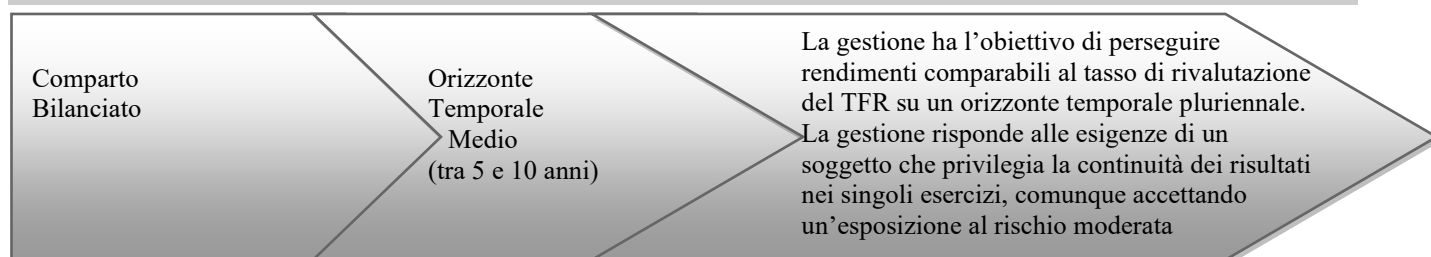 Comparto
Bilanciato
Orizzonte
Temporale
Medio
(tra 5 e 10 anni)
La gestione ha l’obiettivo di perseguire
rendimenti comparabili al tasso di rivalutazione
del TFR su un orizzonte temporale pluriennale.
La gestione risponde alle esigenze di un
soggetto che privilegia la continuità dei risultati
nei singoli esercizi, comunque accettando
un’esposizione al rischio moderata